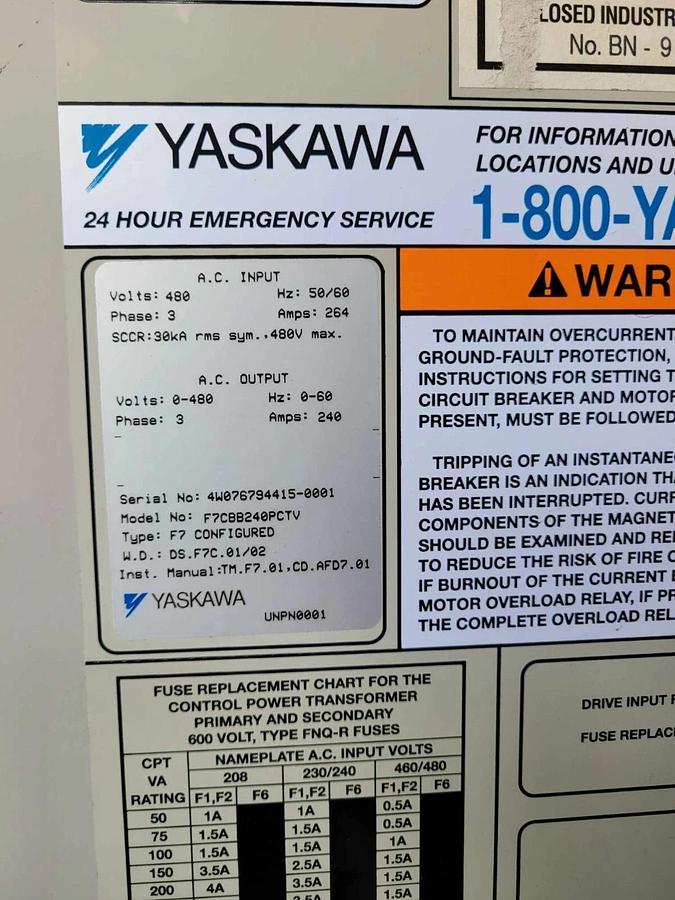 LOSED INDUSTR
No. BN - 9
YASKAWA
24 HOUR EMERGENCY SERVICE
FOR INFORMATION
LOCATIONS AND U
1-800-YA
A.C. INPUT
Volts: 480 Hz: 50/60
Phase: 3 Amps: 264
SCCR:30kA rms sym.,480V max.
A.C. OUTPUT
Volts: 0-480 Hz: 0-60
Phase: 3 Amps: 240
Serial No: 4W076794415-0001
Model No: F7CBB240PCTV
Type: F7 CONFIGURED
W.D.: DS.F7C.01/02
Inst. Manual:TM.F7.01,CD.AFD7.01
YASKAWA
UNPN0001
WAR
TO MAINTAIN OVERCURRENT,
GROUND-FAULT PROTECTION,
INSTRUCTIONS FOR SETTING T
CIRCUIT BREAKER AND MOTOR
PRESENT, MUST BE FOLLOWED
TRIPPING OF AN INSTANTANE
BREAKER IS AN INDICATION THA
HAS BEEN INTERRUPTED. CURR
COMPONENTS OF THE MAGNET
SHOULD BE EXAMINED AND REP
TO REDUCE THE RISK OF FIRE O
IF BURNOUT OF THE CURRENT E
MOTOR OVERLOAD RELAY, IF PR
THE COMPLETE OVERLOAD REL
FUSE REPLACEMENT CHART FOR THE
CONTROL POWER TRANSFORMER
PRIMARY AND SECONDARY
600 VOLT, TYPE FNQ-R FUSES
CPT VA RATING
NAMEPLATE A.C. INPUT VOLTS
208 230/240 460/480
F1,F2 F6 F1,F2 F6 F1,F2 F6
50 1A 1A 0.5A
75 1.5A 1.5A 0.5A
100 1.5A 1.5A 1A
150 3.5A 2.5A 1.5A
200 4A 3.5A 1.5A
3.5A 1.5A
DRIVE INPUT F
FUSE REPLAC